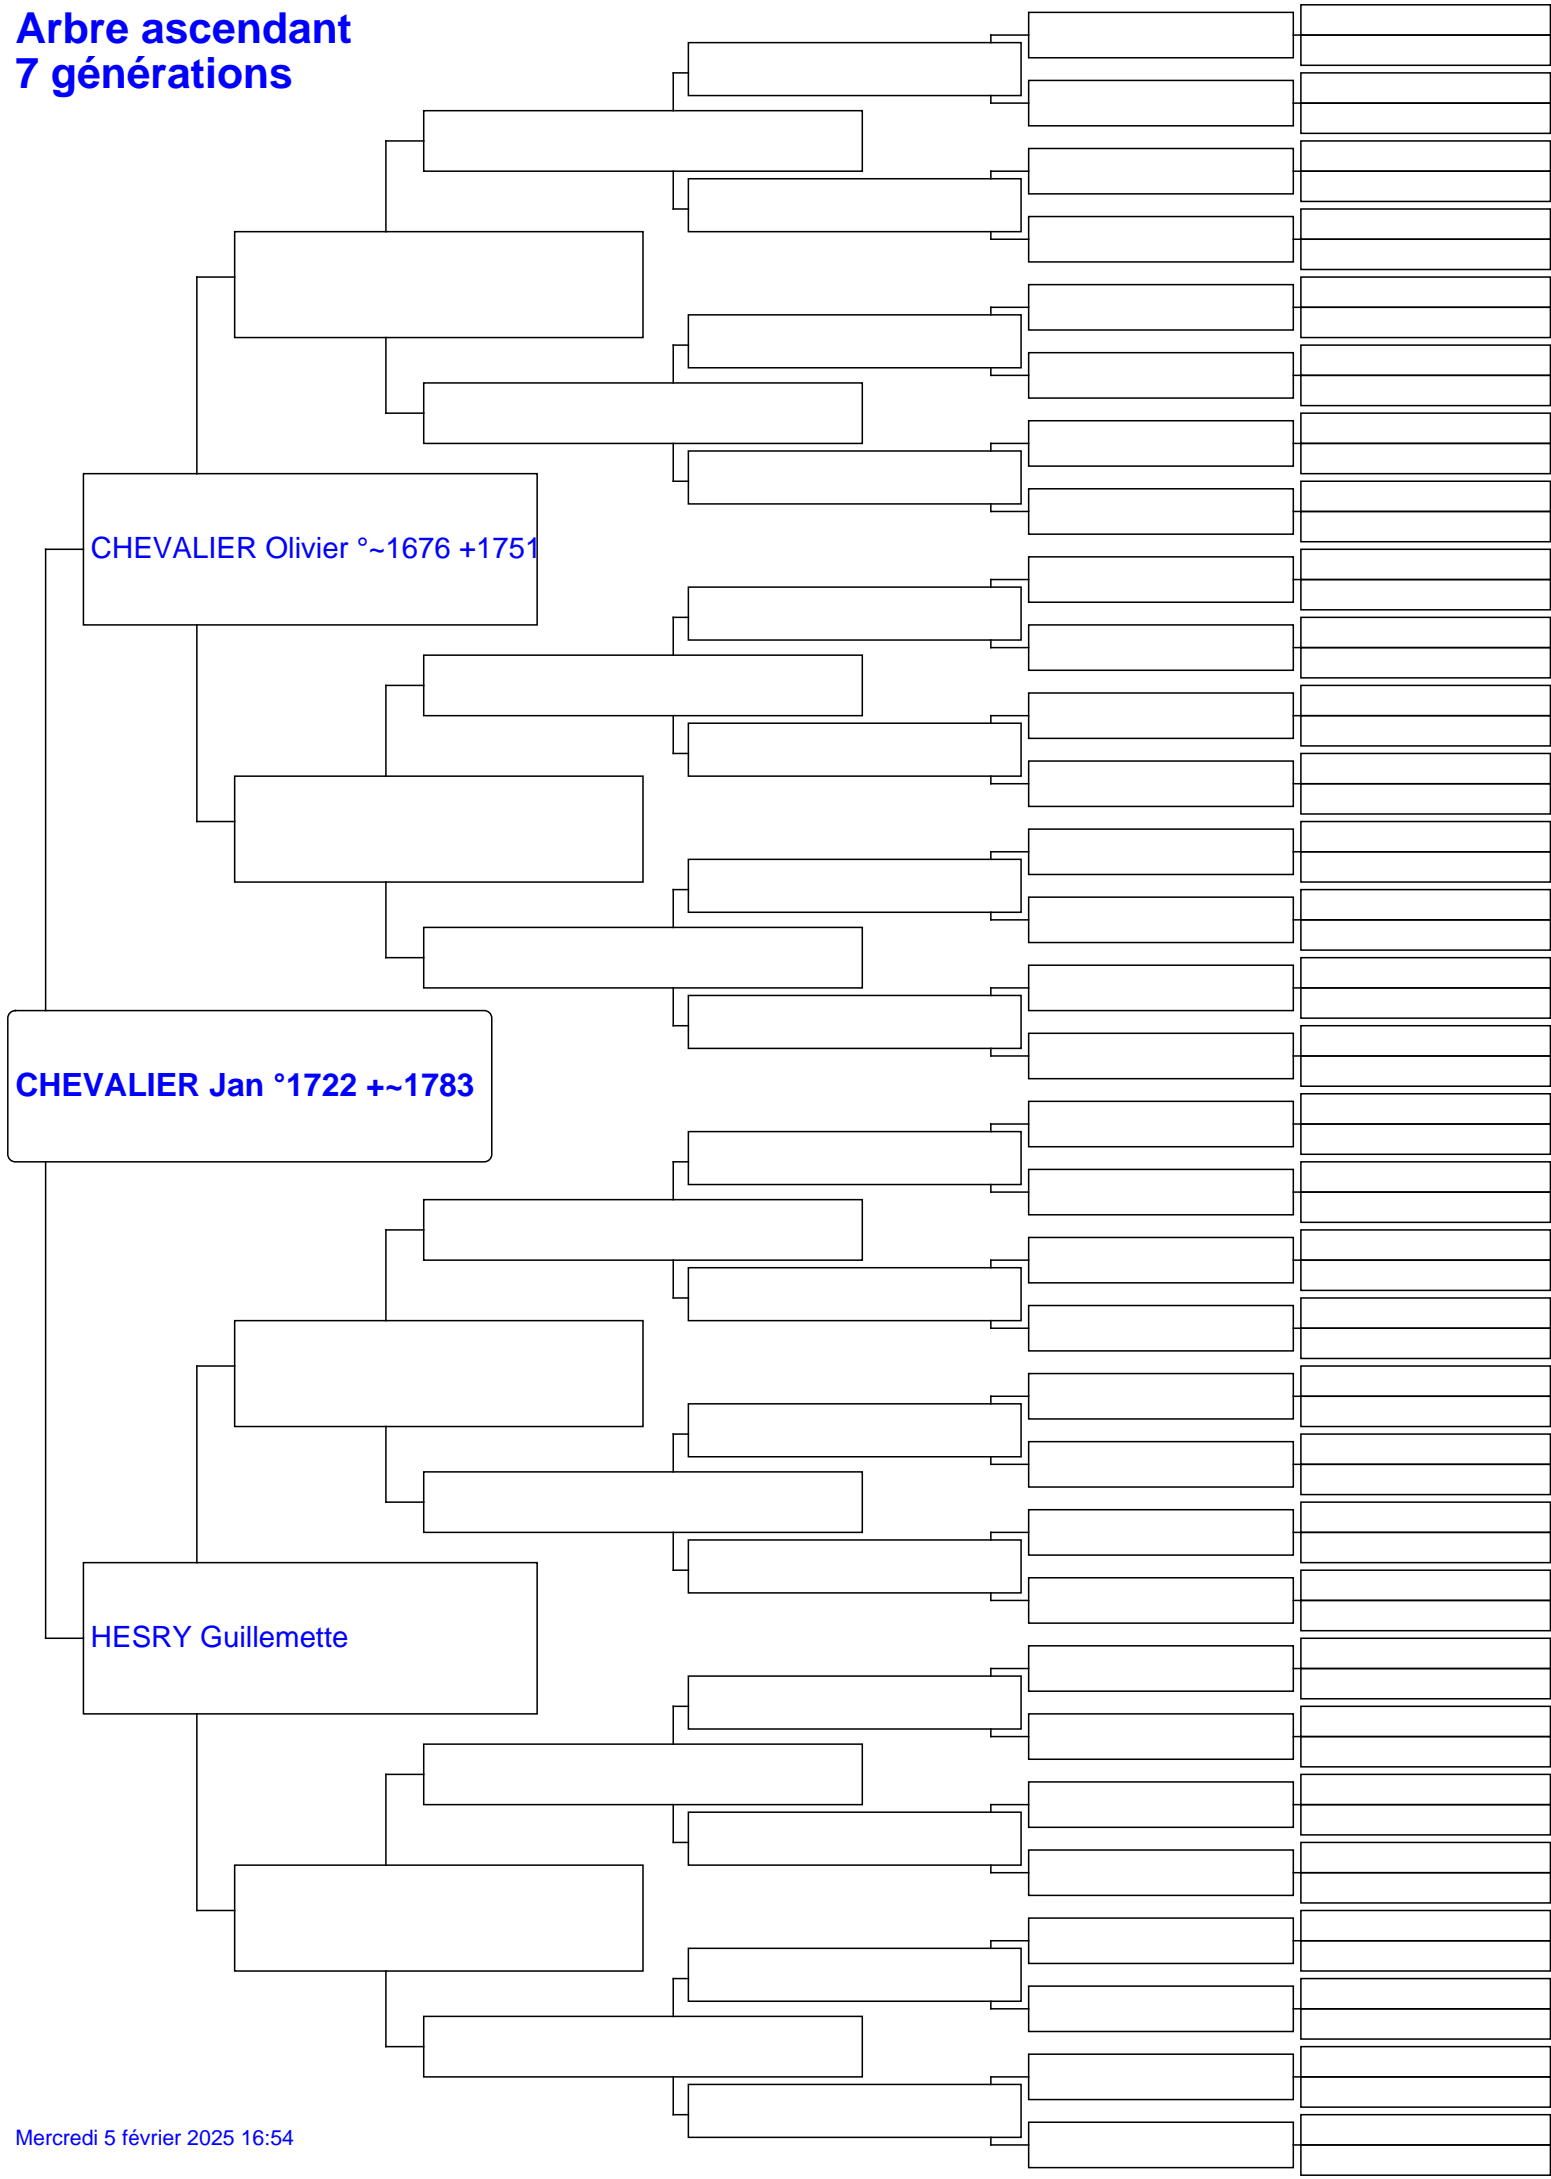 Arbre ascendant
7 générations
CHEVALIER Olivier °~1676 +1751
CHEVALIER Jan °1722 +~1783
HESRY Guillemette
Mercredi 5 février 2025 16:54